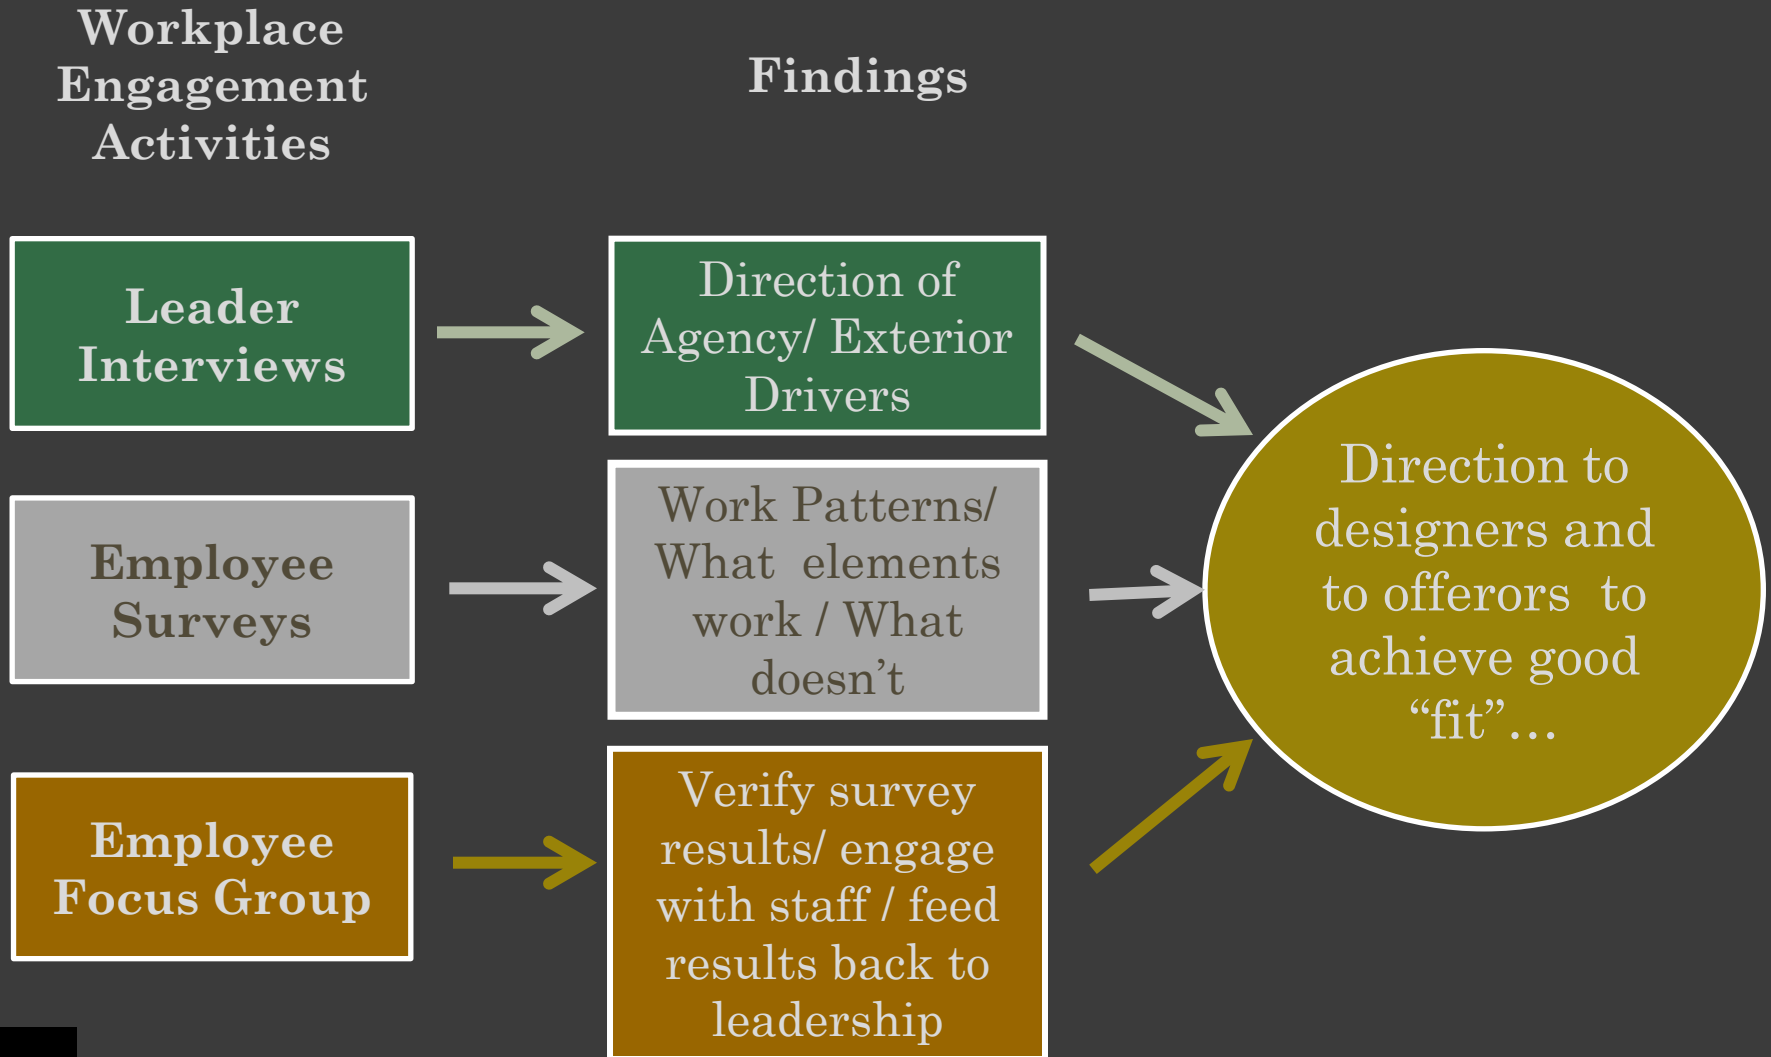 Workplace
Engagement
Activities
Findings
Leader
Interviews
Direction of
Agency/ Exterior
Drivers
Employee
Surveys
Work Patterns/
What elements
work / What
doesn’t
Employee
Focus Group
Verify survey
results/ engage
with staff / feed
results back to
leadership
Direction to
designers and
to offerors to
achieve good
“fit”…